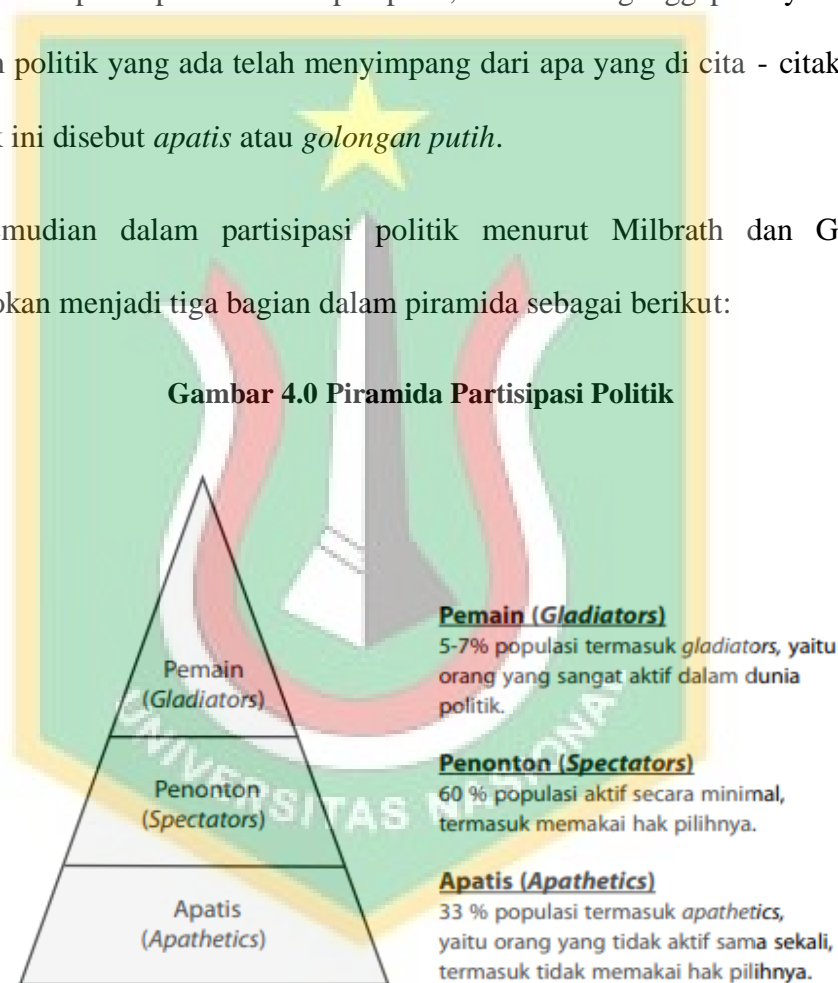 politik yang ada telah menyimpang dari apa yang di cita - citak
ini disebut apatis atau golongan putih.
mudian dalam partisipasi politik menurut Milbrath dan G
okan menjadi tiga bagian dalam piramida sebagai berikut:
Gambar 4.0 Piramida Partisipasi Politik
Pemain
(Gladiators)
Penonton
(Spectators)
Apatis
(Apathetics)
Pemain (Gladiators)
5-7% populasi termasuk gladiators, yaitu
orang yang sangat aktif dalam dunia
politik.
Penonton (Spectators)
60 % populasi aktif secara minimal,
termasuk memakai hak pilihnya.
Apatis (Apathetics)
33 % populasi termasuk apathetics,
yaitu orang yang tidak aktif sama sekali,
termasuk tidak memakai hak pilihnya.
UNIVERSITAS NASIONAL